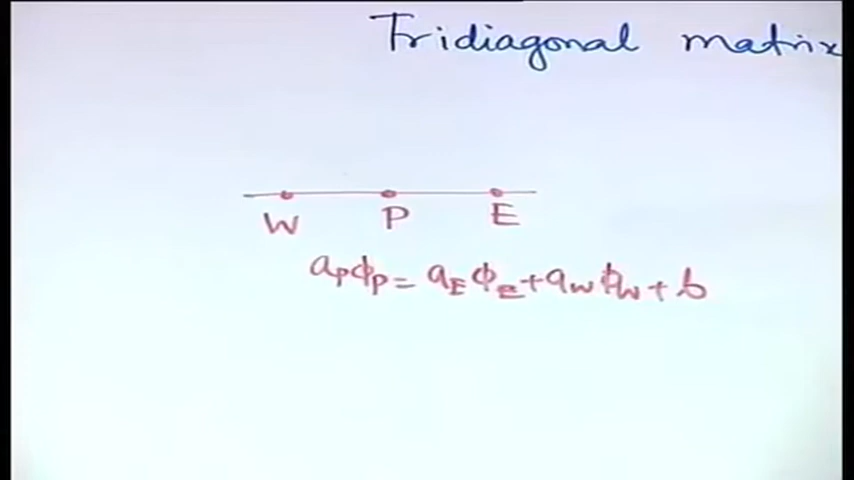 Tridiagonal matrix
W P E
aPϕP = aEϕE + aWϕW + b